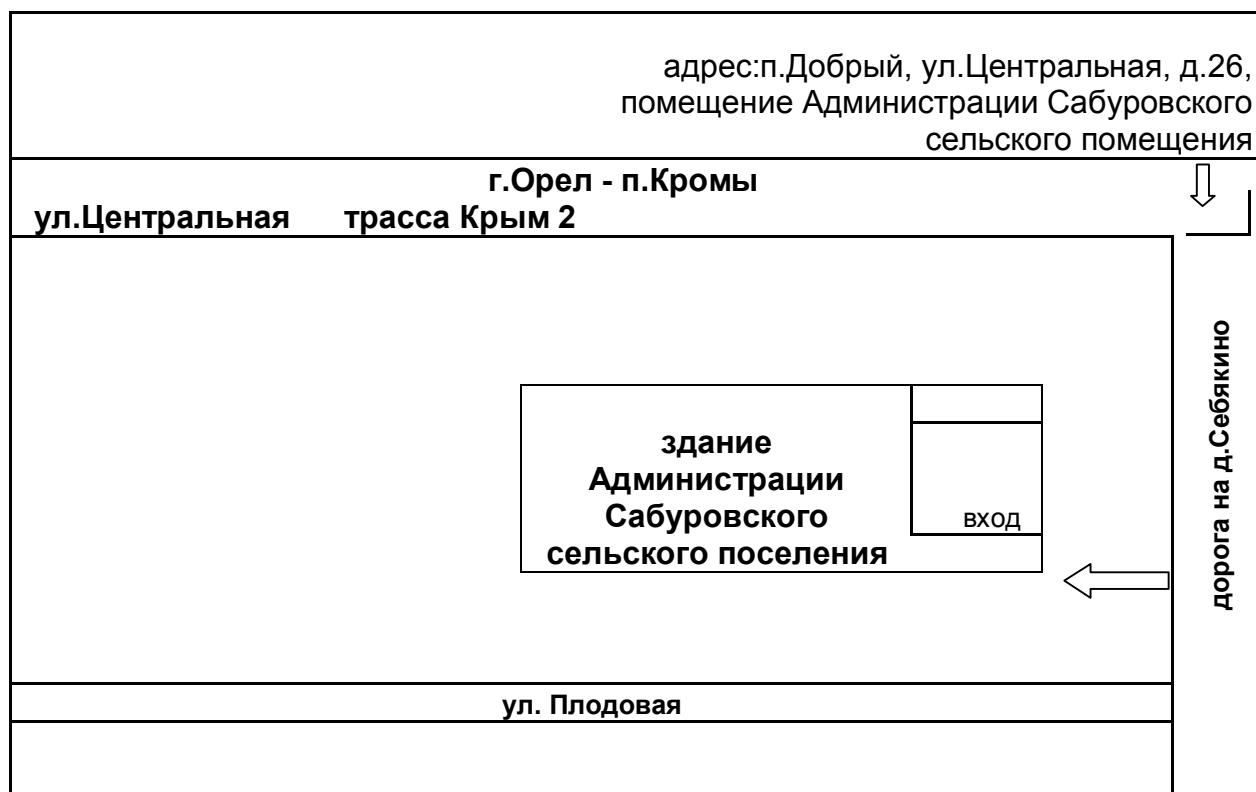 адрес:п.Добрый, ул.Центральная, д.26,
помещение Администрации Сабуровского
сельского помещения
г.Орел - п.Кромы
ул.Центральная трасса Крым 2
здание
Администрации
Сабуровского
сельского поселения
вход
дорога на д.Себякино
ул. Плодовая